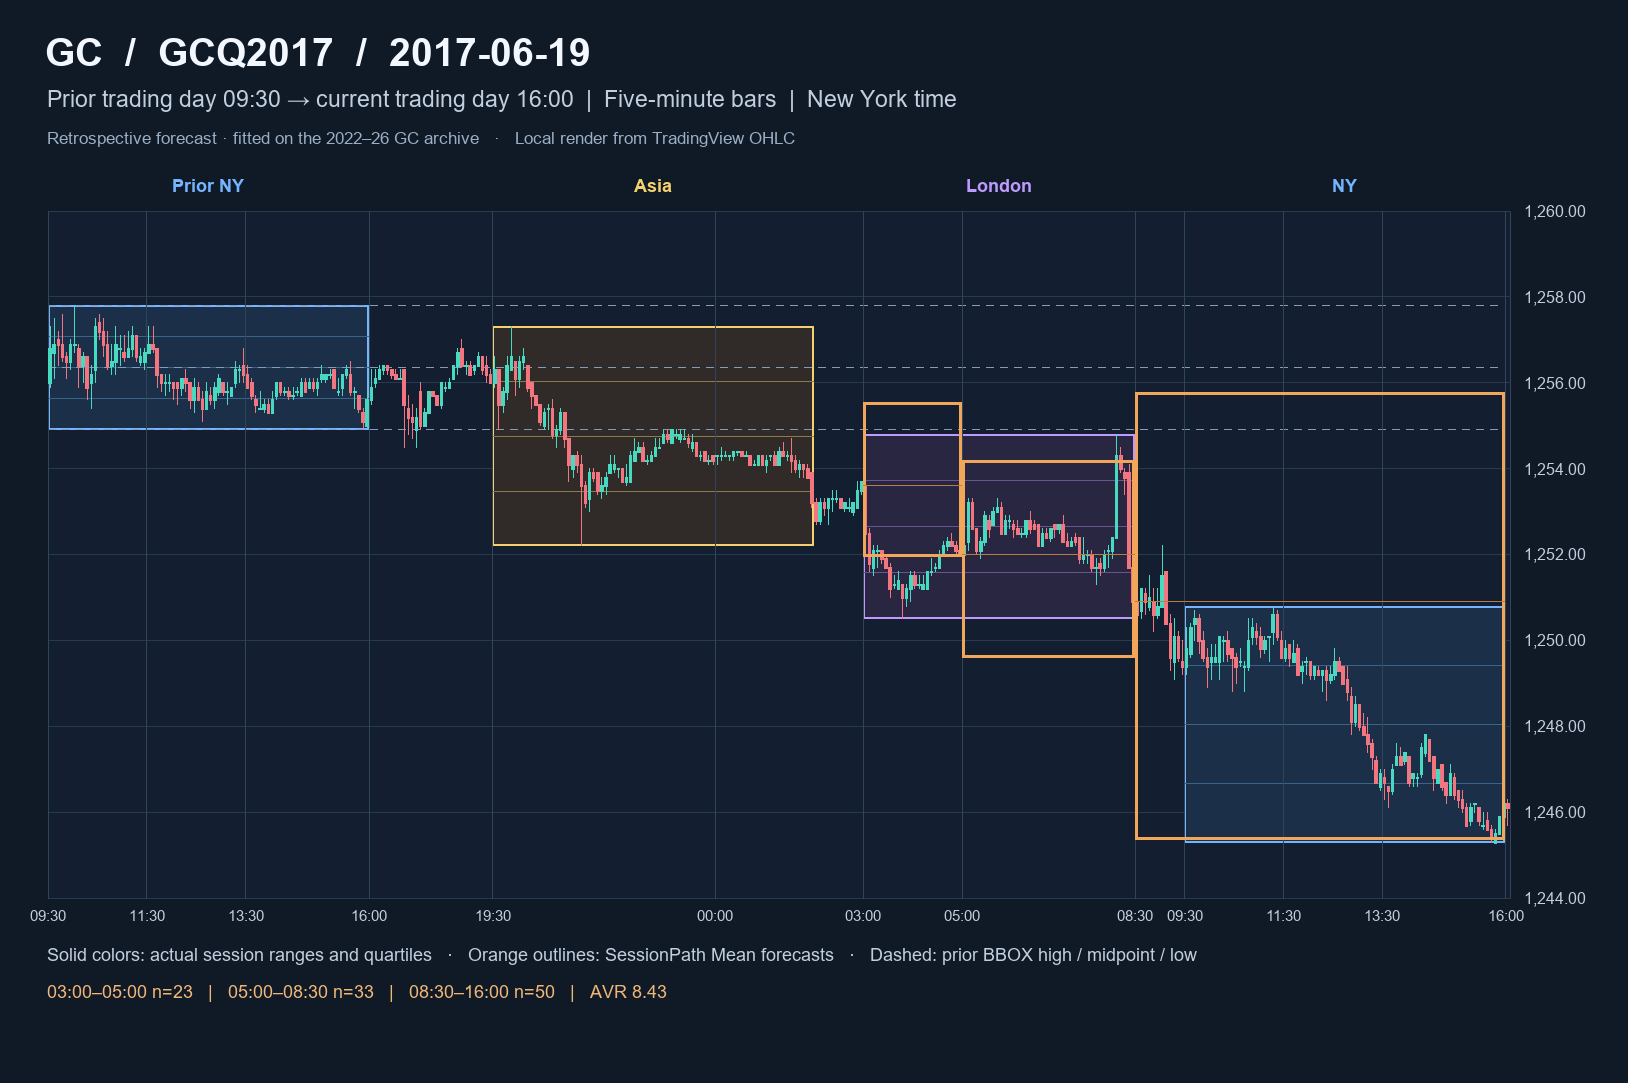 GC / GCQ2017 / 2017-06-19
Prior trading day 09:30 → current trading day 16:00 | Five-minute bars | New York time
Retrospective forecast · fitted on the 2022–26 GC archive · Local render from TradingView OHLC
Prior NY Asia London NY
1,260.00
1,258.00
1,256.00
1,254.00
1,252.00
1,250.00
1,248.00
1,246.00
1,244.00
09:30 11:30 13:30 16:00 19:30 00:00 03:00 05:00 08:30 09:30 11:30 13:30 16:00
Solid colors: actual session ranges and quartiles · Orange outlines: SessionPath Mean forecasts · Dashed: prior BBOX high / midpoint / low
03:00–05:00 n=23 | 05:00–08:30 n=33 | 08:30–16:00 n=50 | AVR 8.43